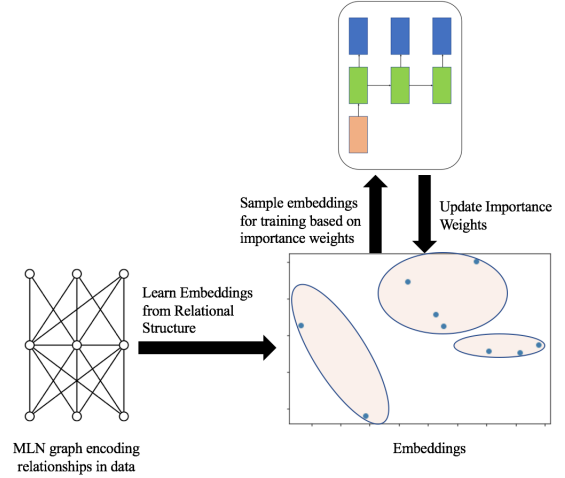 Sample embeddings
for training based on
importance weights
Update Importance
Weights
Learn Embeddings
from Relational
Structure
MLN graph encoding
relationships in data
Embeddings